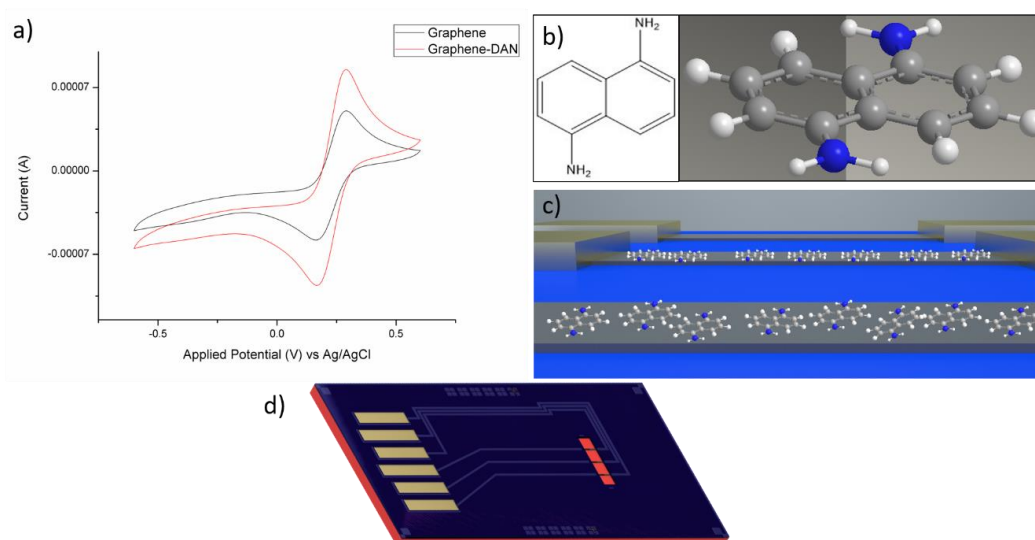 a)
Graphene
Graphene-DAN
0.00007
0.00000
-0.00007
Current (A)
-0.5
0.0
0.5
Applied Potential (V) vs Ag/AgCl
b)
NH₂
NH₂
c)
d)